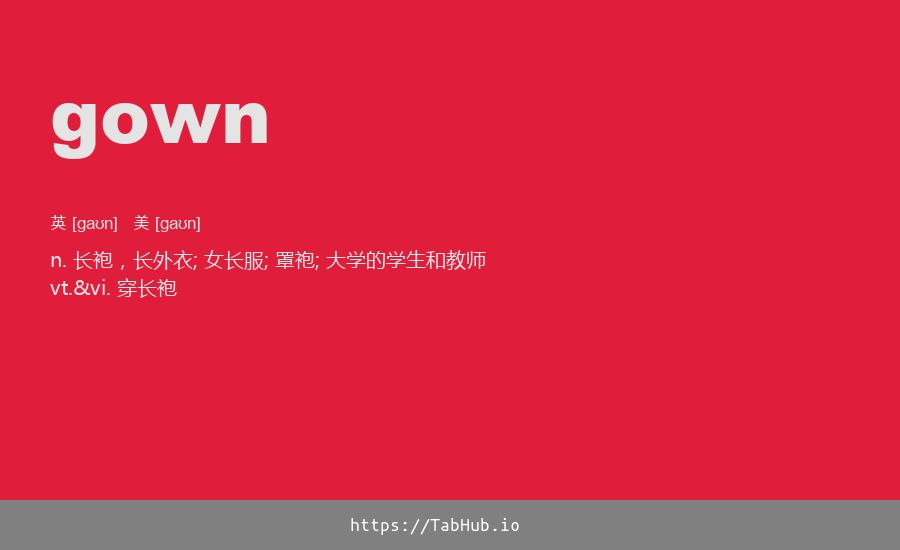 gown
英 [gaʊn] 美 [gaʊn]
n. 长袍，长外衣; 女长服; 罩袍; 大学的学生和教师
vt.&vi. 穿长袍
https://TabHub.io